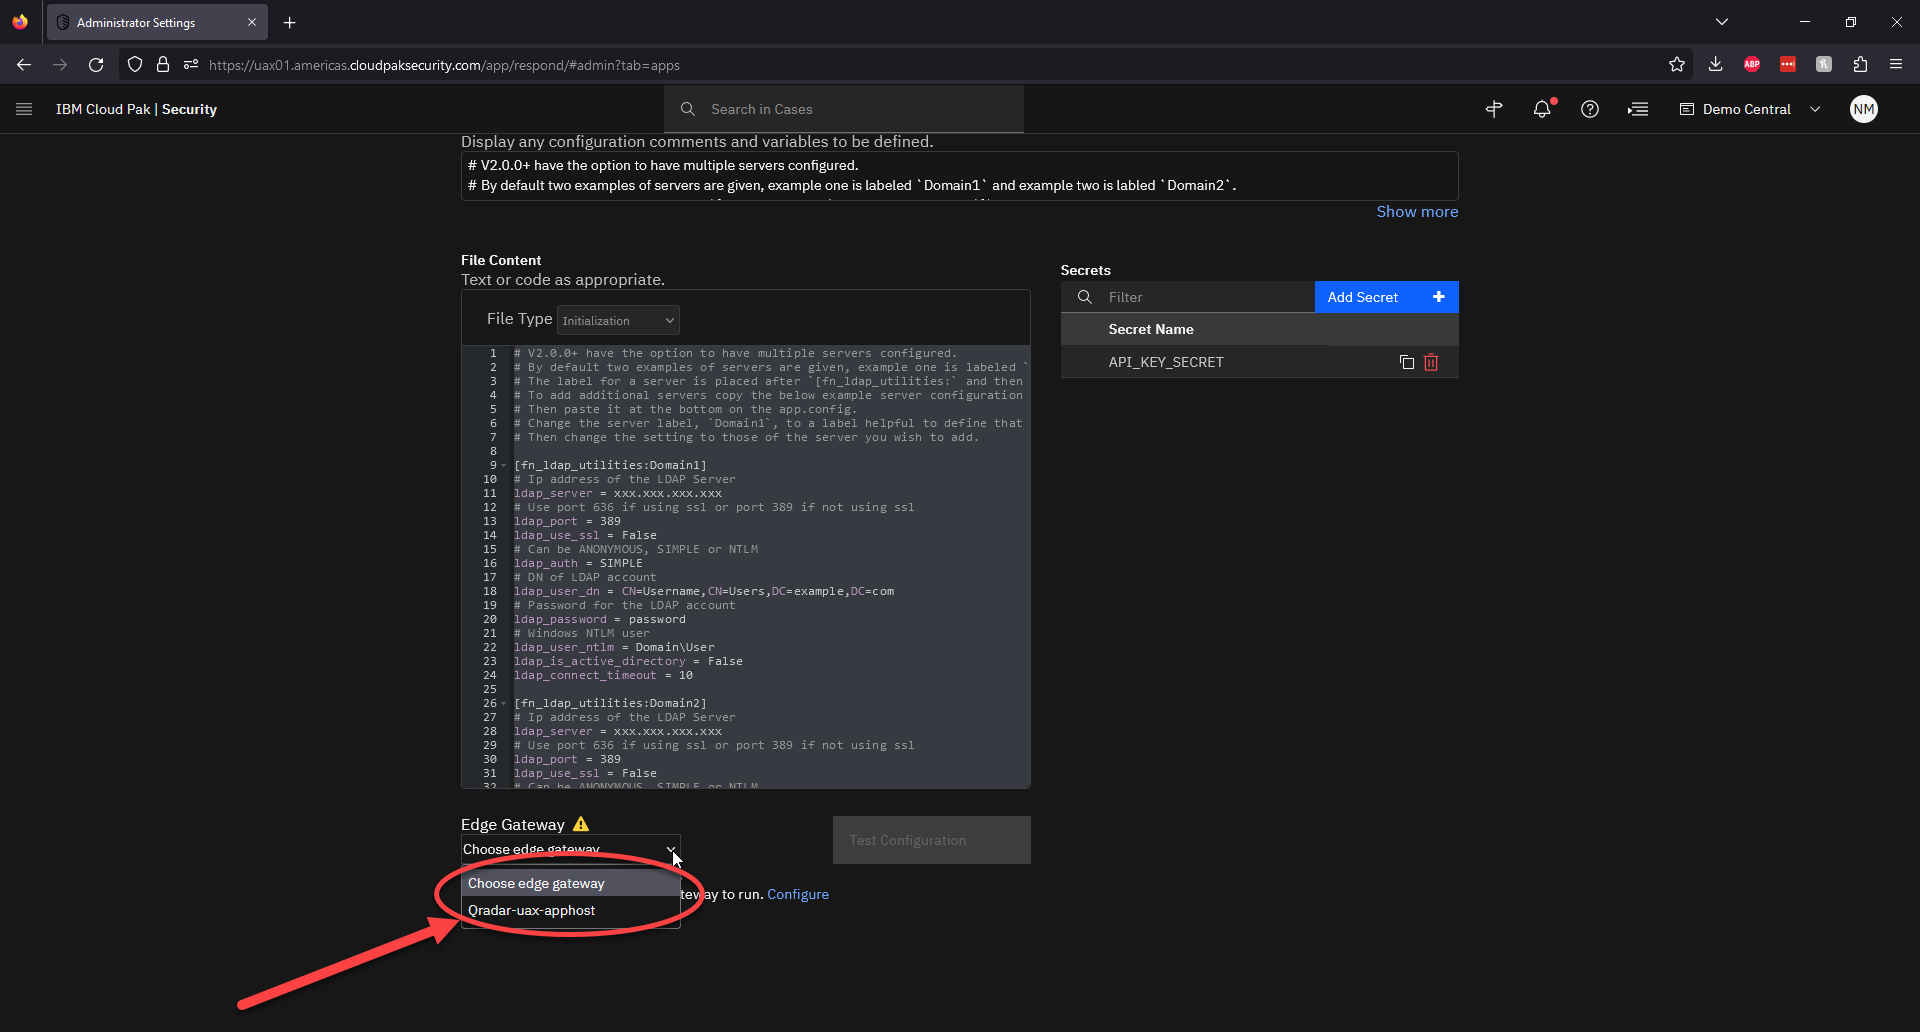 Administrator Settings
https://uax01.americas.cloudpaksecurity.com/app/respond/#admin?tab=apps
ABP
IBM Cloud Pak | Security
Search in Cases
Demo Central
NM
Display any configuration comments and variables to be defined.
# V2.0.0+ have the option to have multiple servers configured.
# By default two examples of servers are given, example one is labeled `Domain1` and example two is labled `Domain2`.
Show more
File Content
Text or code as appropriate.
File Type Initialization
1 # V2.0.0+ have the option to have multiple servers configured.
2 # By default two examples of servers are given, example one is labeled `
3 # The label for a server is placed after `[fn_ldap_utilities:` and then
4 # To add additional servers copy the below example server configuration
5 # Then paste it at the bottom on the app.config.
6 # Change the server label, `Domain1`, to a label helpful to define that
7 # Then change the setting to those of the server you wish to add.
8
9 [fn_ldap_utilities:Domain1]
10 # Ip address of the LDAP Server
11 ldap_server = xxx.xxx.xxx.xxx
12 # Use port 636 if using ssl or port 389 if not using ssl
13 ldap_port = 389
14 ldap_use_ssl = False
15 # Can be ANONYMOUS, SIMPLE or NTLM
16 ldap_auth = SIMPLE
17 # DN of LDAP account
18 ldap_user_dn = CN=Username,CN=Users,DC=example,DC=com
19 # Password for the LDAP account
20 ldap_password = password
21 # Windows NTLM user
22 ldap_user_ntlm = Domain\User
23 ldap_is_active_directory = False
24 ldap_connect_timeout = 10
25
26 [fn_ldap_utilities:Domain2]
27 # Ip address of the LDAP Server
28 ldap_server = xxx.xxx.xxx.xxx
29 # Use port 636 if using ssl or port 389 if not using ssl
30 ldap_port = 389
31 ldap_use_ssl = False
32 # Can be ANONYMOUS, SIMPLE or NTLM
Secrets
Filter
Add Secret +
Secret Name
API_KEY_SECRET
Edge Gateway
Choose edge gateway
Test Configuration
Choose edge gateway
Qradar-uax-apphost
teway to run. Configure